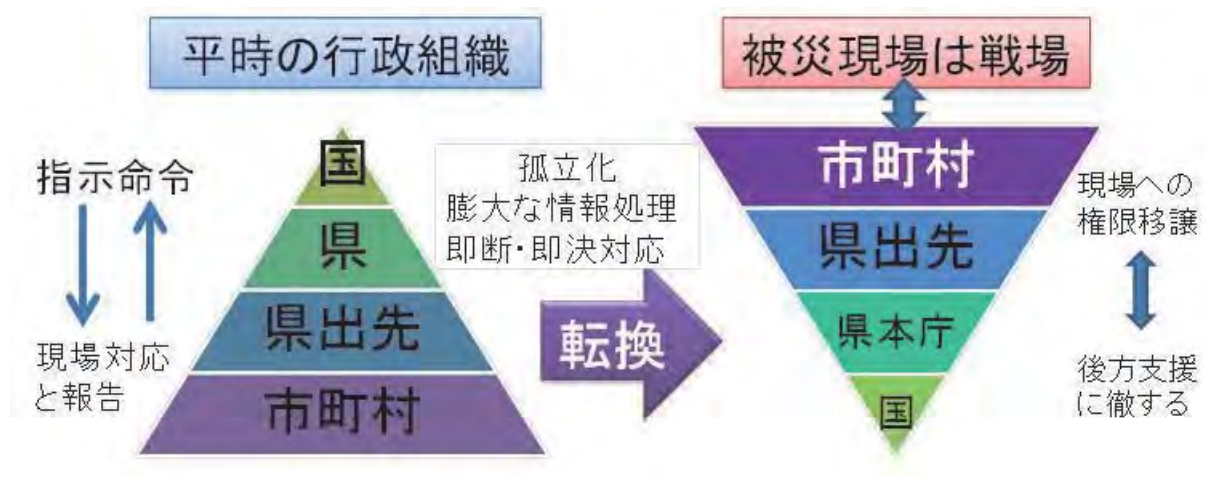 平時の行政組織
指示命令
現場対応
と報告
国
県
県出先
市町村
孤立化
膨大な情報処理
即断・即決対応
転換
被災現場は戦場
市町村
県出先
県本庁
国
現場への
権限移譲
後方支援
に徹する